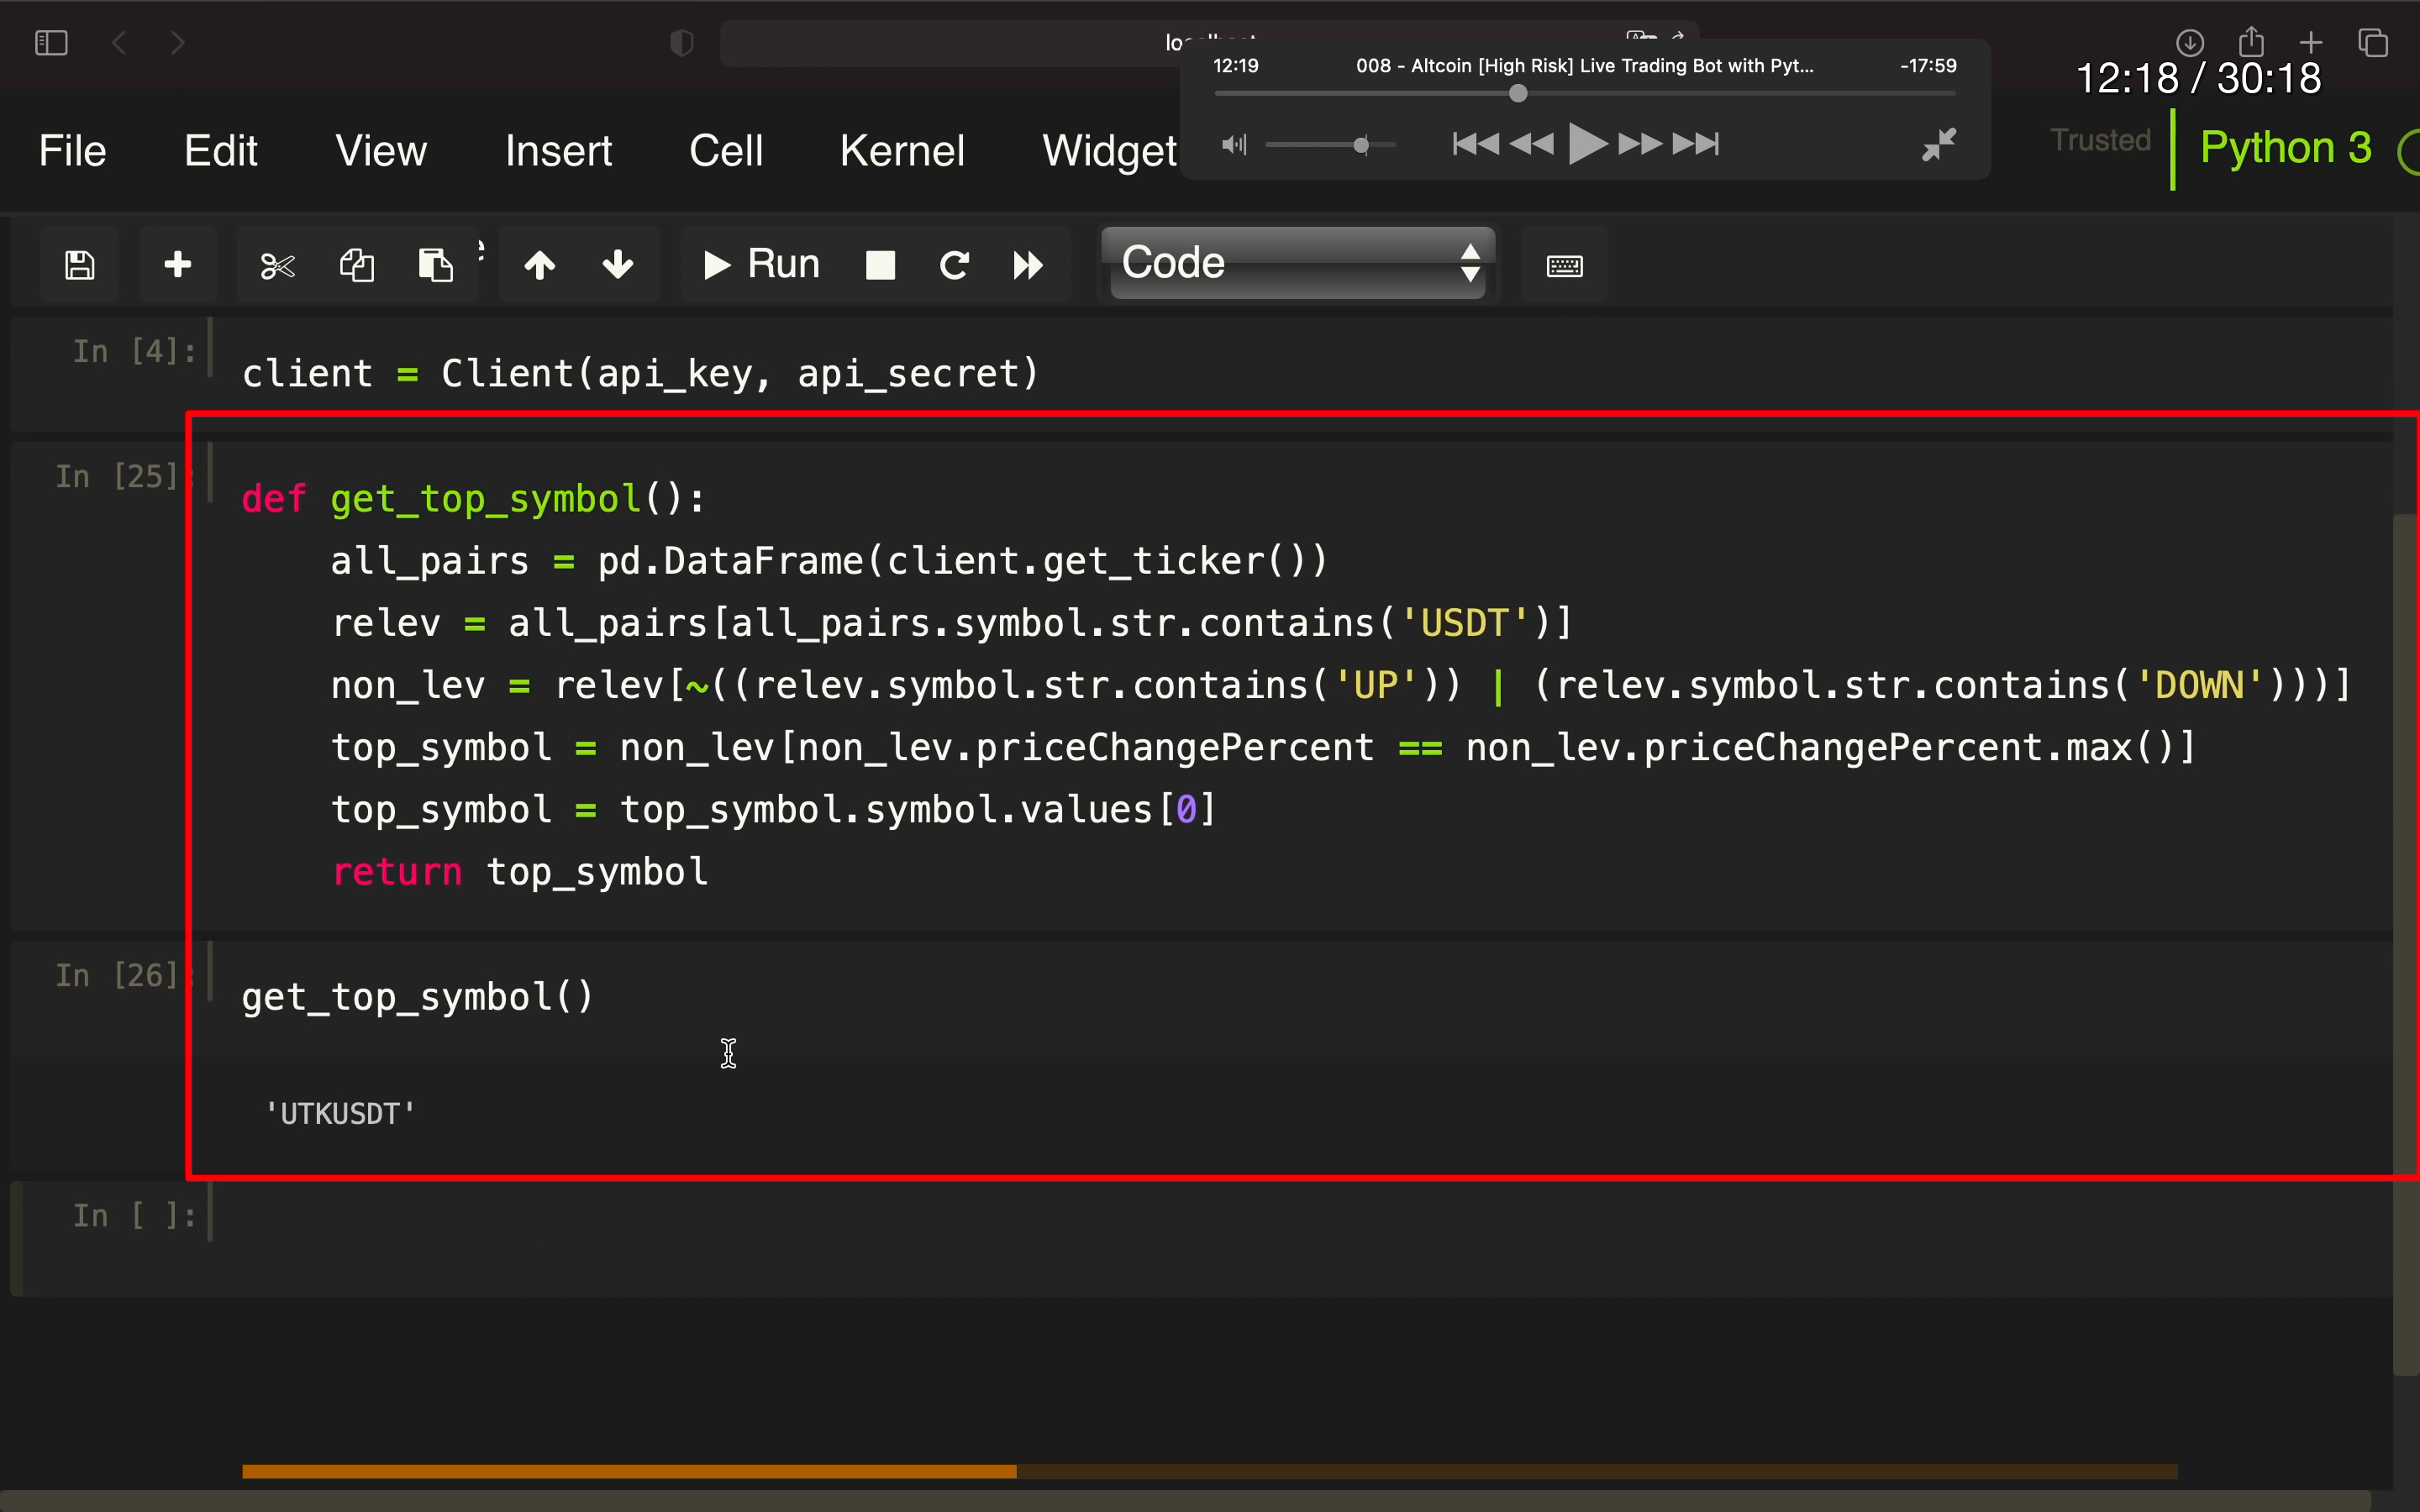 12:19 008 - Altcoin [High Risk] Live Trading Bot with Pyt... -17:59
12:18 / 30:18
File Edit View Insert Cell Kernel Widget Trusted Python 3
Run Code
In [4]: client = Client(api_key, api_secret)
In [25]: def get_top_symbol():
all_pairs = pd.DataFrame(client.get_ticker())
relev = all_pairs[all_pairs.symbol.str.contains('USDT')]
non_lev = relev[~((relev.symbol.str.contains('UP')) | (relev.symbol.str.contains('DOWN')))]
top_symbol = non_lev[non_lev.priceChangePercent == non_lev.priceChangePercent.max()]
top_symbol = top_symbol.symbol.values[0]
return top_symbol
In [26]: get_top_symbol()
'UTKUSDT'
In [ ]: